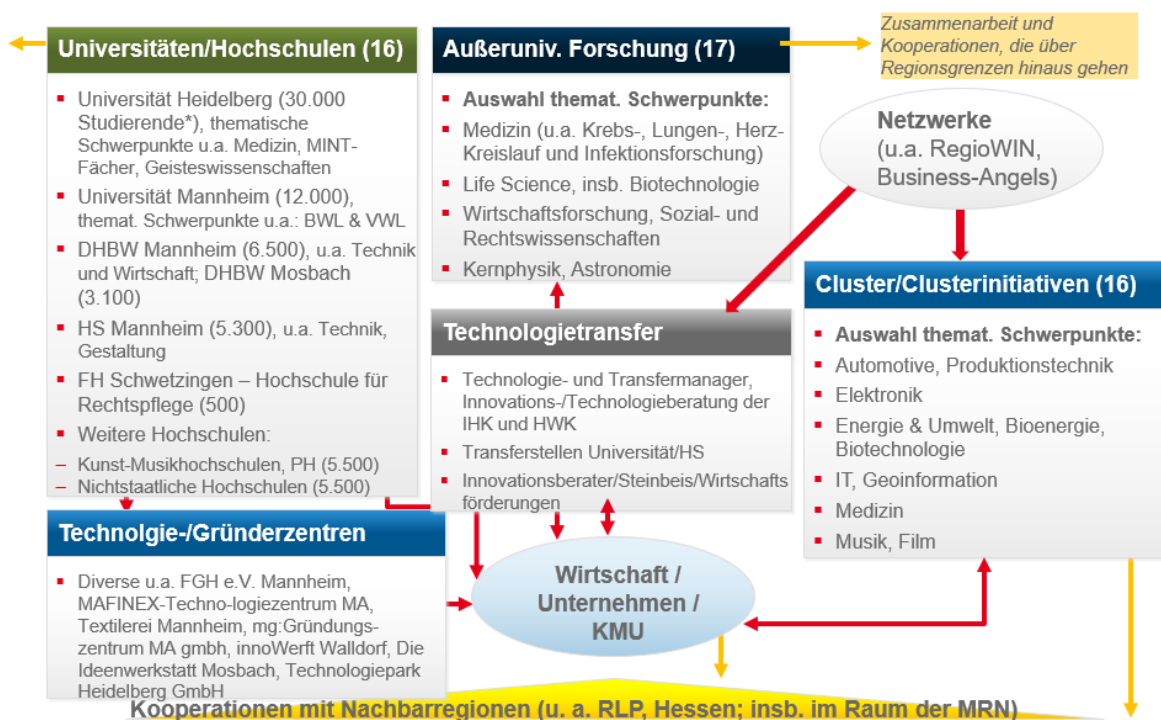 Universitäten/Hochschulen (16)
Universität Heidelberg (30.000
Studierende*), thematische
Schwerpunkte u.a. Medizin, MINT-
Fächer, Geisteswissenschaften
Universität Mannheim (12.000),
themat. Schwerpunkte u.a.: BWL & VWL
DHBW Mannheim (6.500), u.a. Technik
und Wirtschaft; DHBW Mosbach
(3.100)
HS Mannheim (5.300), u.a. Technik,
Gestaltung
FH Schwetzingen – Hochschule für
Rechtspflege (500)
Weitere Hochschulen:
– Kunst-Musikhochschulen, PH (5.500)
– Nichtstaatliche Hochschulen (5.500)
Technolgie-/Gründerzentren
Diverse u.a. FGH e.V. Mannheim,
MAFINEX-Techno-logiezentrum MA,
Textilerei Mannheim, mg:Gründungs-
zentrum MA gmbh, innoWerft Walldorf, Die
Ideenwerkstatt Mosbach, Technologiepark
Heidelberg GmbH
Außeruniv. Forschung (17)
Auswahl themat. Schwerpunkte:
Medizin (u.a. Krebs-, Lungen-, Herz-
Kreislauf und Infektionsforschung)
Life Science, insb. Biotechnologie
Wirtschaftsforschung, Sozial- und
Rechtswissenschaften
Kernphysik, Astronomie
Technologietransfer
Technologie- und Transfermanager,
Innovations-/Technologieberatung der
IHK und HWK
Transferstellen Universität/HS
Innovationsberater/Steinbeis/Wirtschafts
förderungen
Wirtschaft /
Unternehmen /
KMU
Zusammenarbeit und
Kooperationen, die über
Regionsgrenzen hinaus gehen
Netzwerke
(u.a. RegioWIN,
Business-Angels)
Cluster/Clusterinitiativen (16)
Auswahl themat. Schwerpunkte:
Automotive, Produktionstechnik
Elektronik
Energie & Umwelt, Bioenergie,
Biotechnologie
IT, Geoinformation
Medizin
Musik, Film
Kooperationen mit Nachbarregionen (u. a. RLP, Hessen; insb. im Raum der MRN)